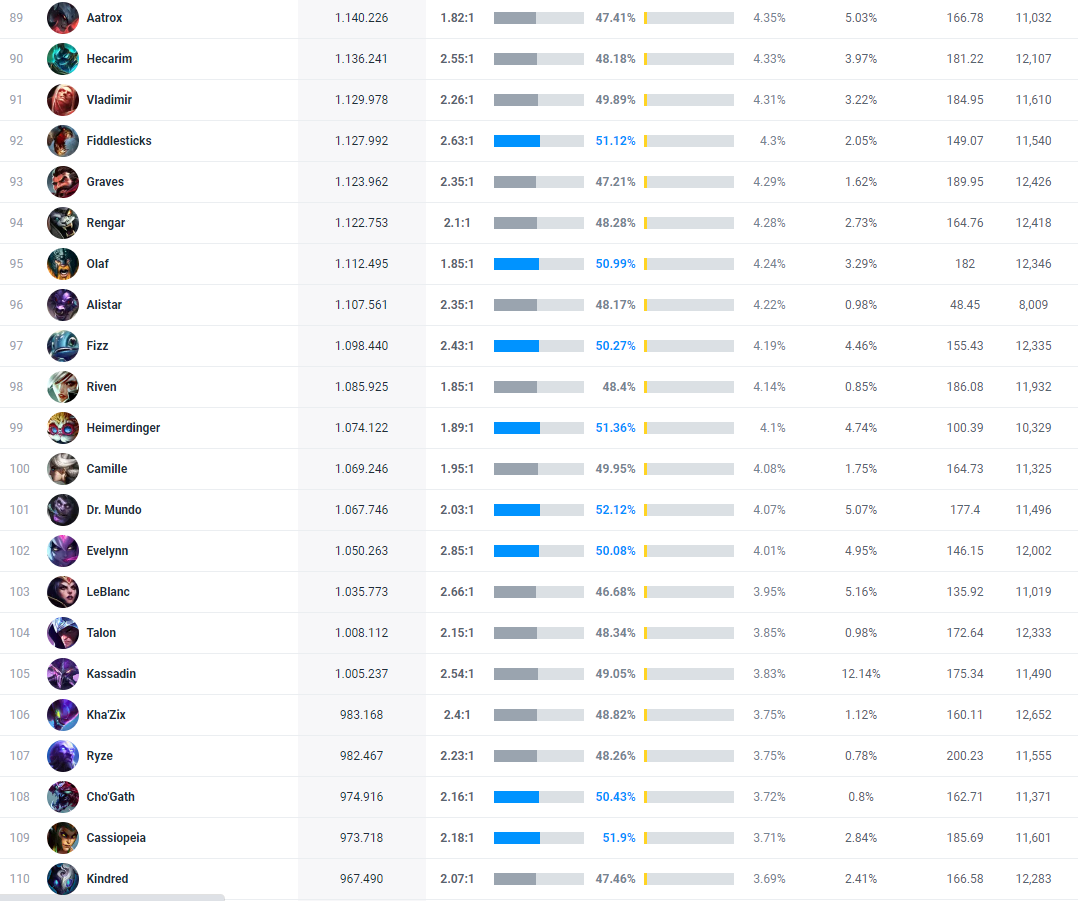 89 Aatrox 1.140.226 1.82:1 47.41% 4.35% 5.03% 166.78 11,032
90 Hecarim 1.136.241 2.55:1 48.18% 4.33% 3.97% 181.22 12,107
91 Vladimir 1.129.978 2.26:1 49.89% 4.31% 3.22% 184.95 11,610
92 Fiddlesticks 1.127.992 2.63:1 51.12% 4.3% 2.05% 149.07 11,540
93 Graves 1.123.962 2.35:1 47.21% 4.29% 1.62% 189.95 12,426
94 Rengar 1.122.753 2.1:1 48.28% 4.28% 2.73% 164.76 12,418
95 Olaf 1.112.495 1.85:1 50.99% 4.24% 3.29% 182 12,346
96 Alistar 1.107.561 2.35:1 48.17% 4.22% 0.98% 48.45 8,009
97 Fizz 1.098.440 2.43:1 50.27% 4.19% 4.46% 155.43 12,335
98 Riven 1.085.925 1.85:1 48.4% 4.14% 0.85% 186.08 11,932
99 Heimerdinger 1.074.122 1.89:1 51.36% 4.1% 4.74% 100.39 10,329
100 Camille 1.069.246 1.95:1 49.95% 4.08% 1.75% 164.73 11,325
101 Dr. Mundo 1.067.746 2.03:1 52.12% 4.07% 5.07% 177.4 11,496
102 Evelynn 1.050.263 2.85:1 50.08% 4.01% 4.95% 146.15 12,002
103 LeBlanc 1.035.773 2.66:1 46.68% 3.95% 5.16% 135.92 11,019
104 Talon 1.008.112 2.15:1 48.34% 3.85% 0.98% 172.64 12,333
105 Kassadin 1.005.237 2.54:1 49.05% 3.83% 12.14% 175.34 11,490
106 Kha'Zix 983.168 2.4:1 48.82% 3.75% 1.12% 160.11 12,652
107 Ryze 982.467 2.23:1 48.26% 3.75% 0.78% 200.23 11,555
108 Cho'Gath 974.916 2.16:1 50.43% 3.72% 0.8% 162.71 11,371
109 Cassiopeia 973.718 2.18:1 51.9% 3.71% 2.84% 185.69 11,601
110 Kindred 967.490 2.07:1 47.46% 3.69% 2.41% 166.58 12,283